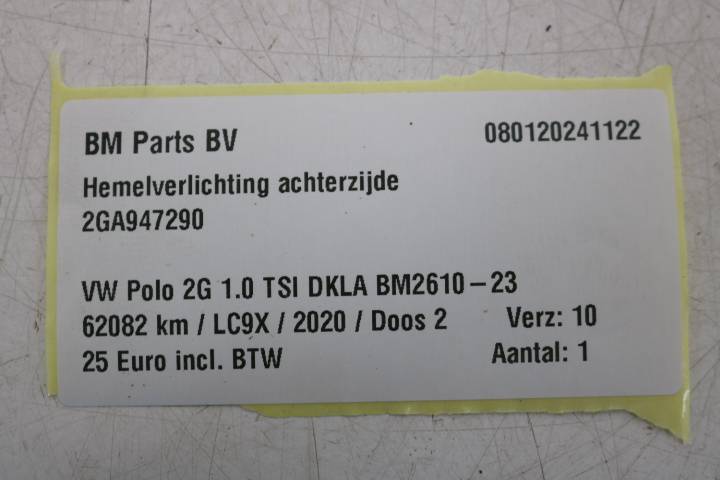 BM Parts BV 080120241122
Hemelverlichting achterzijde
2GA947290
VW Polo 2G 1.0 TSI DKLA BM2610-23
62082 km / LC9X / 2020 / Doos 2 Verz: 10
25 Euro incl. BTW Aantal: 1